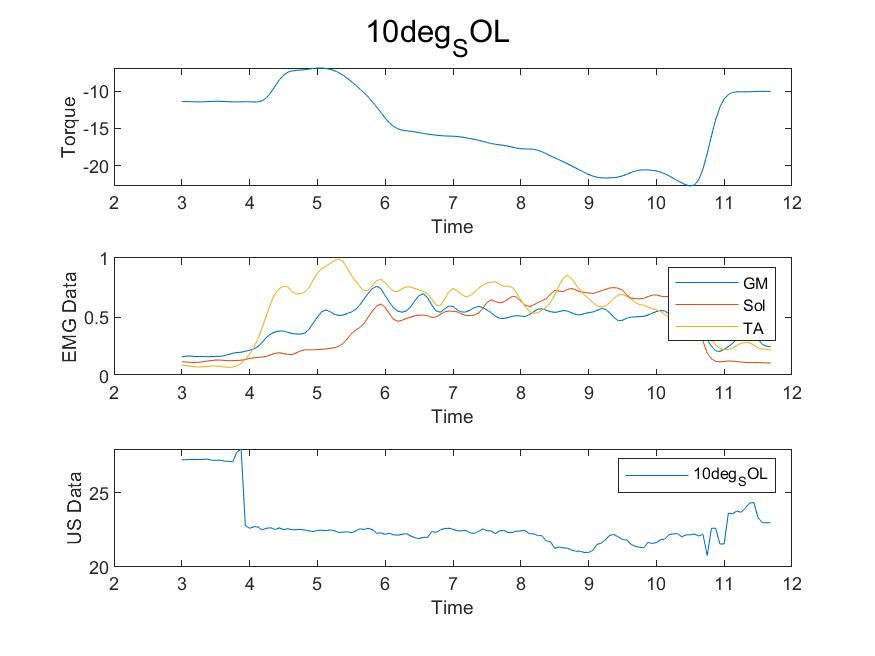 10deg_SOL
-10
-15
-20
Torque
2 3 4 5 6 7 8 9 10 11 12
Time
1
0.5
0
EMG Data
GM
Sol
TA
2 3 4 5 6 7 8 9 10 11 12
Time
25
20
US Data
10deg_SOL
2 3 4 5 6 7 8 9 10 11 12
Time